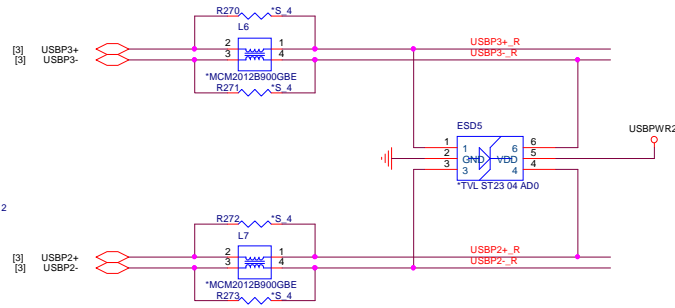 R270 *S_4
L6
2 1
[3] USBP3+ USBP3+_R
3 4
[3] USBP3- USBP3-_R
*MCM2012B900GBE
R271 *S_4
ESD5
USBPWR2
1 1 6 6
2 GND VDD 5
3 3 4 4
*TVL ST23 04 AD0
2
R272 *S_4
L7
2 1
[3] USBP2+ USBP2+_R
3 4
[3] USBP2- USBP2-_R
*MCM2012B900GBE
R273 *S_4